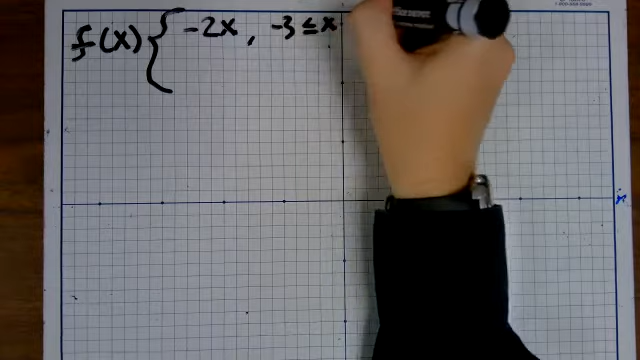 f(x) { -2x, -3 ≤ x
x